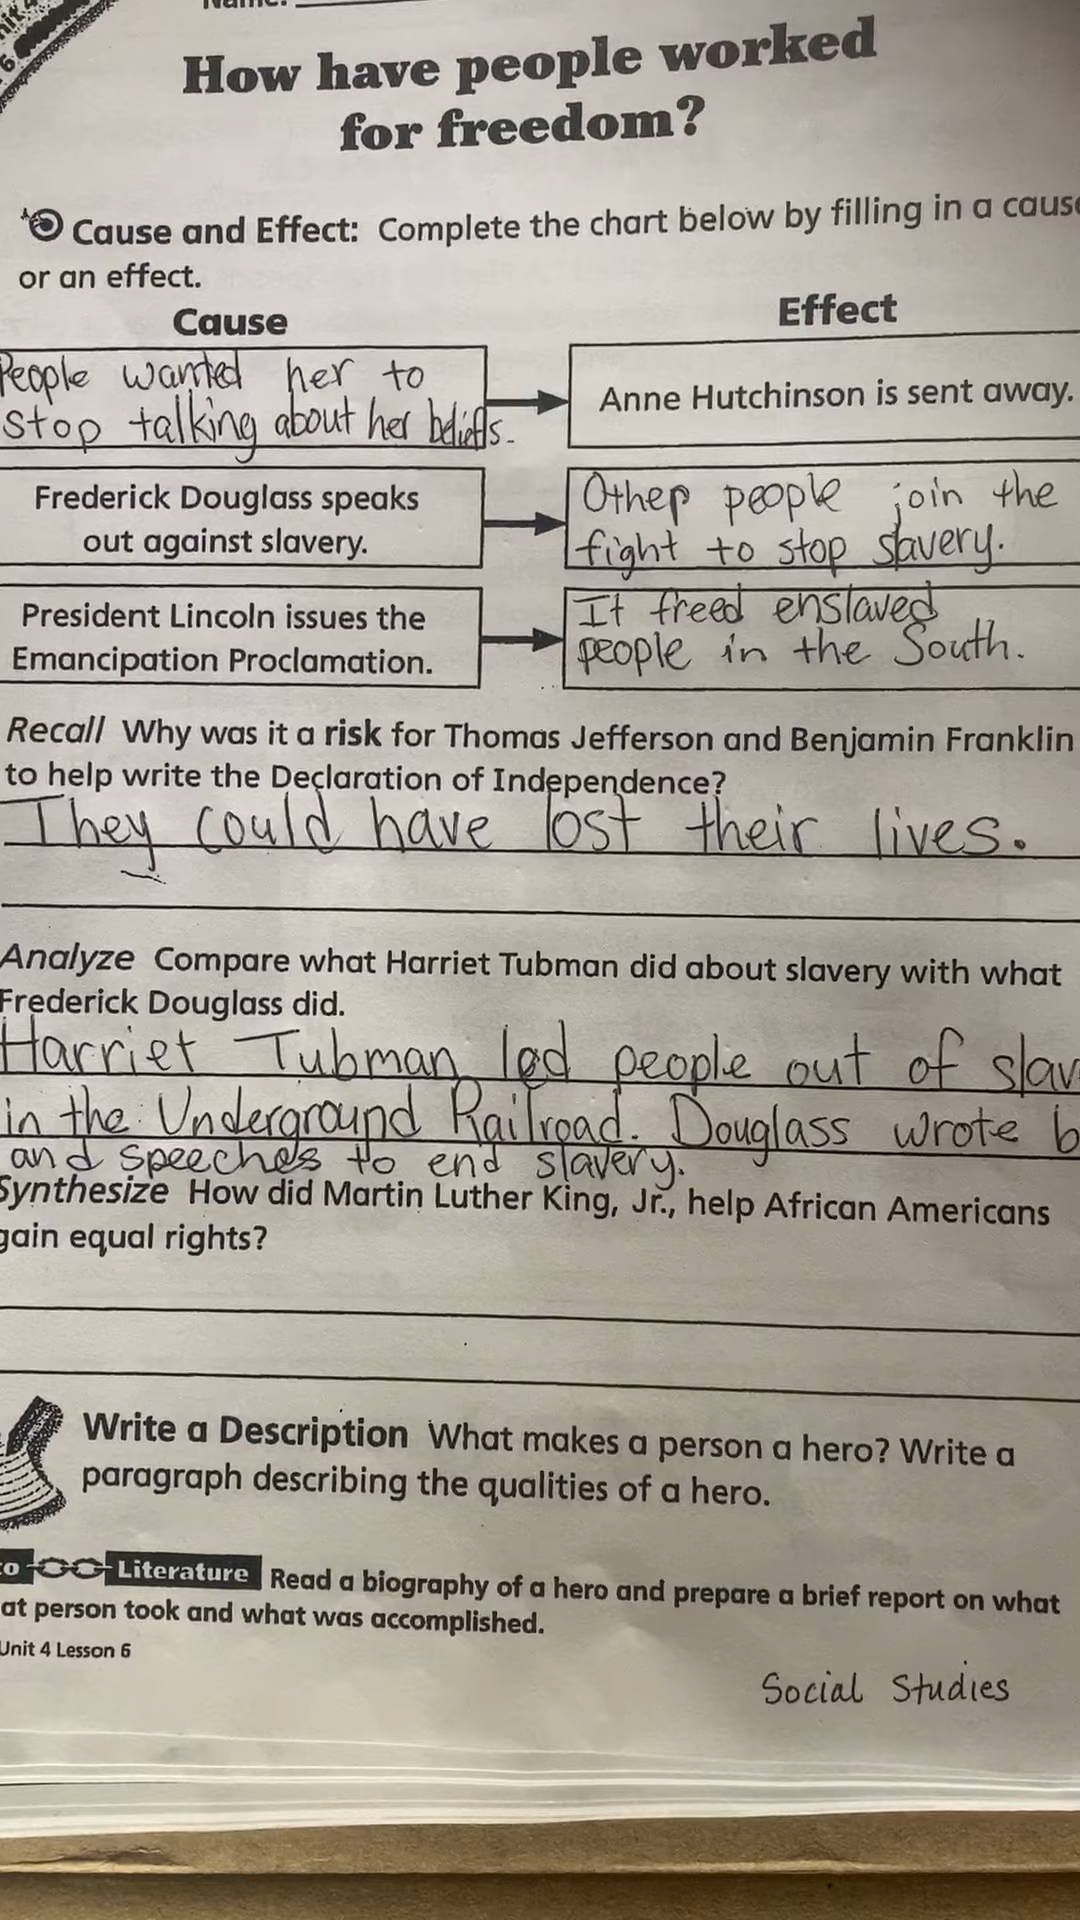 Name:
How have people worked
for freedom?
Cause and Effect: Complete the chart below by filling in a cause
or an effect.
Cause
Effect
People wanted her to
stop talking about her beliefs.
Anne Hutchinson is sent away.
Frederick Douglass speaks
out against slavery.
Other people join the
fight to stop slavery.
President Lincoln issues the
Emancipation Proclamation.
It freed enslaved
people in the South.
Recall Why was it a risk for Thomas Jefferson and Benjamin Franklin
to help write the Declaration of Independence?
They could have lost their lives.
Analyze Compare what Harriet Tubman did about slavery with what
Frederick Douglass did.
Harriet Tubman led people out of slav
in the Underground Railroad. Douglass wrote b
and speeches to end slavery.
Synthesize How did Martin Luther King, Jr., help African Americans
gain equal rights?
Write a Description What makes a person a hero? Write a
paragraph describing the qualities of a hero.
to Literature Read a biography of a hero and prepare a brief report on what
at person took and what was accomplished.
Unit 4 Lesson 6
Social Studies